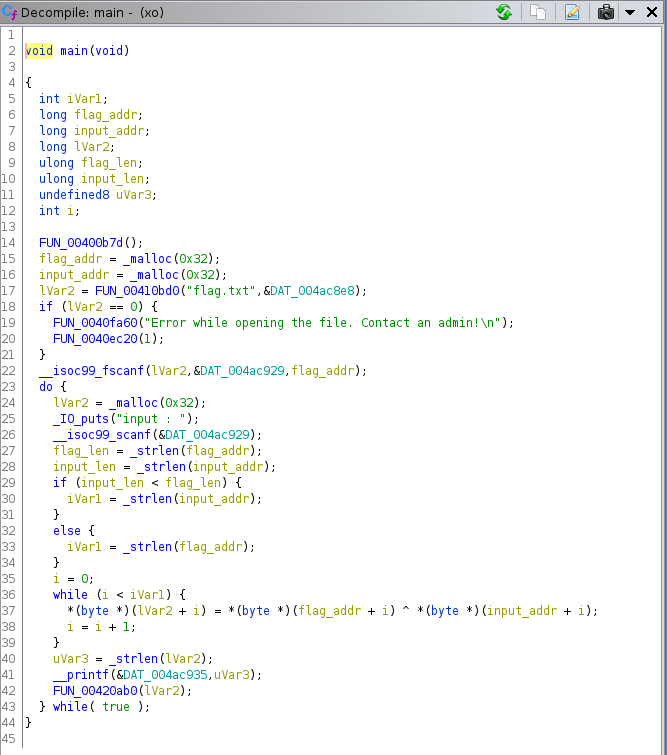 Decompile: main - (xo)
1
2 void main(void)
3
4 {
5 int iVar1;
6 long flag_addr;
7 long input_addr;
8 long lVar2;
9 ulong flag_len;
10 ulong input_len;
11 undefined8 uVar3;
12 int i;
13
14 FUN_00400b7d();
15 flag_addr = _malloc(0x32);
16 input_addr = _malloc(0x32);
17 lVar2 = FUN_00410bd0("flag.txt",&DAT_004ac8e8);
18 if (lVar2 == 0) {
19 FUN_0040fa60("Error while opening the file. Contact an admin!\n");
20 FUN_0040ec20(1);
21 }
22 __isoc99_fscanf(lVar2,&DAT_004ac929,flag_addr);
23 do {
24 lVar2 = _malloc(0x32);
25 _IO_puts("input : ");
26 __isoc99_scanf(&DAT_004ac929);
27 flag_len = _strlen(flag_addr);
28 input_len = _strlen(input_addr);
29 if (input_len < flag_len) {
30 iVar1 = _strlen(input_addr);
31 }
32 else {
33 iVar1 = _strlen(flag_addr);
34 }
35 i = 0;
36 while (i < iVar1) {
37 *(byte *)(lVar2 + i) = *(byte *)(flag_addr + i) ^ *(byte *)(input_addr + i);
38 i = i + 1;
39 }
40 uVar3 = _strlen(lVar2);
41 __printf(&DAT_004ac935,uVar3);
42 FUN_00420ab0(lVar2);
43 } while( true );
44 }
45